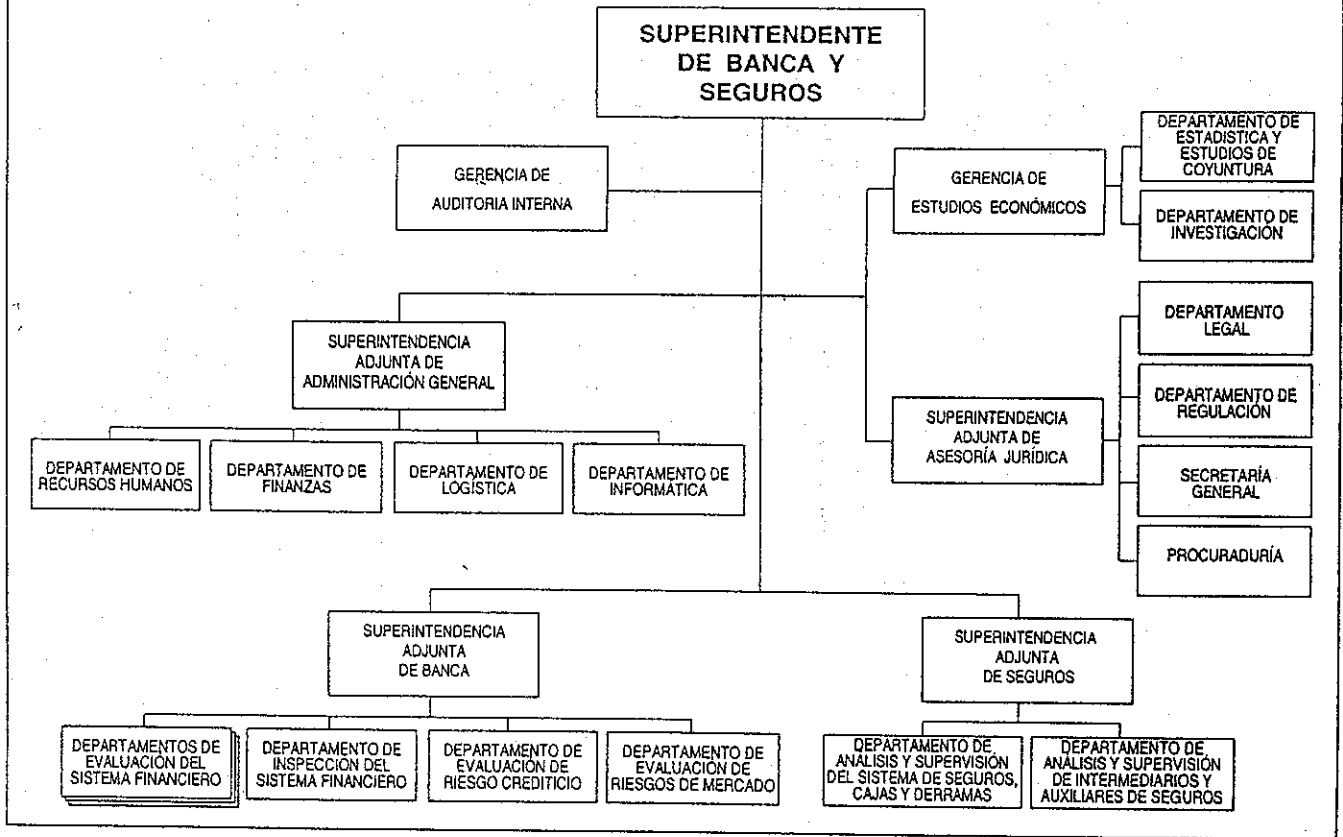 SUPERINTENDENTE
DE BANCA Y
SEGUROS
GERENCIA DE
AUDITORIA INTERNA
GERENCIA DE
ESTUDIOS ECONÓMICOS
DEPARTAMENTO DE
ESTADISTICA Y
ESTUDIOS DE
COYUNTURA
DEPARTAMENTO DE
INVESTIGACIÓN
SUPERINTENDENCIA
ADJUNTA DE
ADMINISTRACIÓN GENERAL
DEPARTAMENTO DE
RECURSOS HUMANOS
DEPARTAMENTO DE
FINANZAS
DEPARTAMENTO DE
LOGÍSTICA
DEPARTAMENTO DE
INFORMÁTICA
SUPERINTENDENCIA
ADJUNTA DE
ASESORÍA JURÍDICA
DEPARTAMENTO
LEGAL
DEPARTAMENTO DE
REGULACIÓN
SECRETARÍA
GENERAL
PROCURADURÍA
SUPERINTENDENCIA
ADJUNTA
DE BANCA
DEPARTAMENTOS DE
EVALUACIÓN DEL
SISTEMA FINANCIERO
DEPARTAMENTO DE
INSPECCIÓN DEL
SISTEMA FINANCIERO
DEPARTAMENTO DE
EVALUACIÓN DE
RIESGO CREDITICIO
DEPARTAMENTO DE
EVALUACIÓN DE
RIESGOS DE MERCADO
SUPERINTENDENCIA
ADJUNTA
DE SEGUROS
DEPARTAMENTO DE
ANÁLISIS Y SUPERVISIÓN
DEL SISTEMA DE SEGUROS,
CAJAS Y DERRAMAS
DEPARTAMENTO DE
ANÁLISIS Y SUPERVISIÓN
DE INTERMEDIARIOS Y
AUXILIARES DE SEGUROS